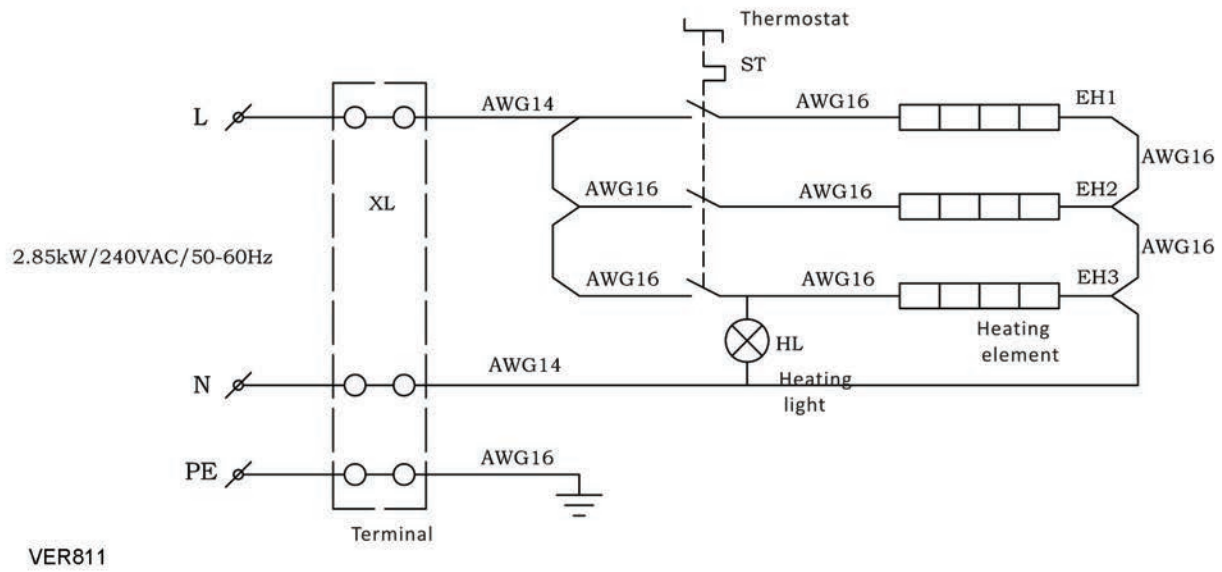 Thermostat
ST
L
AWG14
AWG16
EH1
AWG16
XL
AWG16
AWG16
EH2
AWG16
2.85kW/240VAC/50-60Hz
AWG16
AWG16
EH3
Heating
element
HL
N
AWG14
Heating
light
PE
AWG16
Terminal
VER811